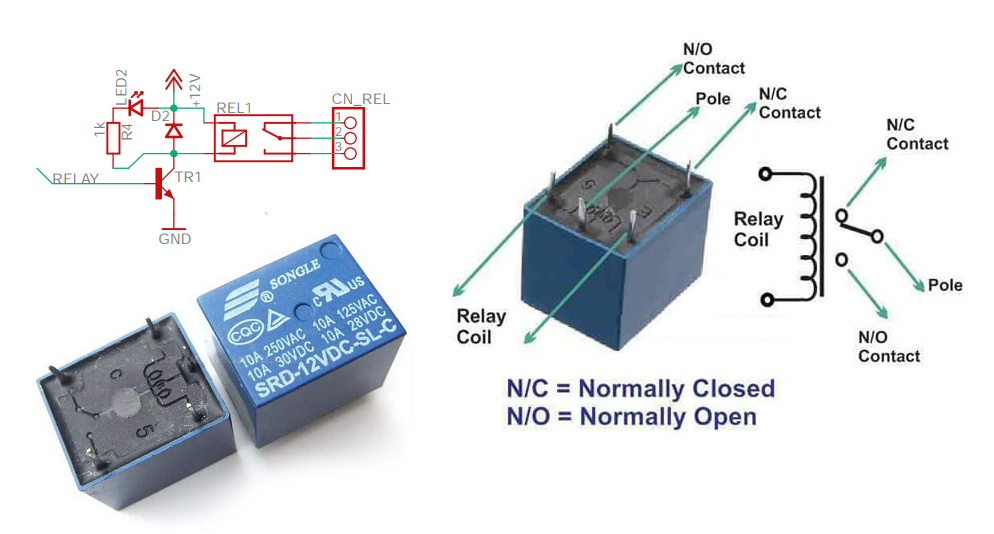 LED2
+12V
D2
1k
R4
REL1
CN_REL
1
2
3
RELAY
TR1
GND
SONGLE
®
CQC
C US
10A 250VAC 10A 125VAC
10A 30VDC 10A 28VDC
SRD-12VDC-SL-C
C
5
N/O
Contact
Pole
N/C
Contact
Relay
Coil
N/C
Contact
Relay
Coil
Pole
N/O
Contact
N/C = Normally Closed
N/O = Normally Open